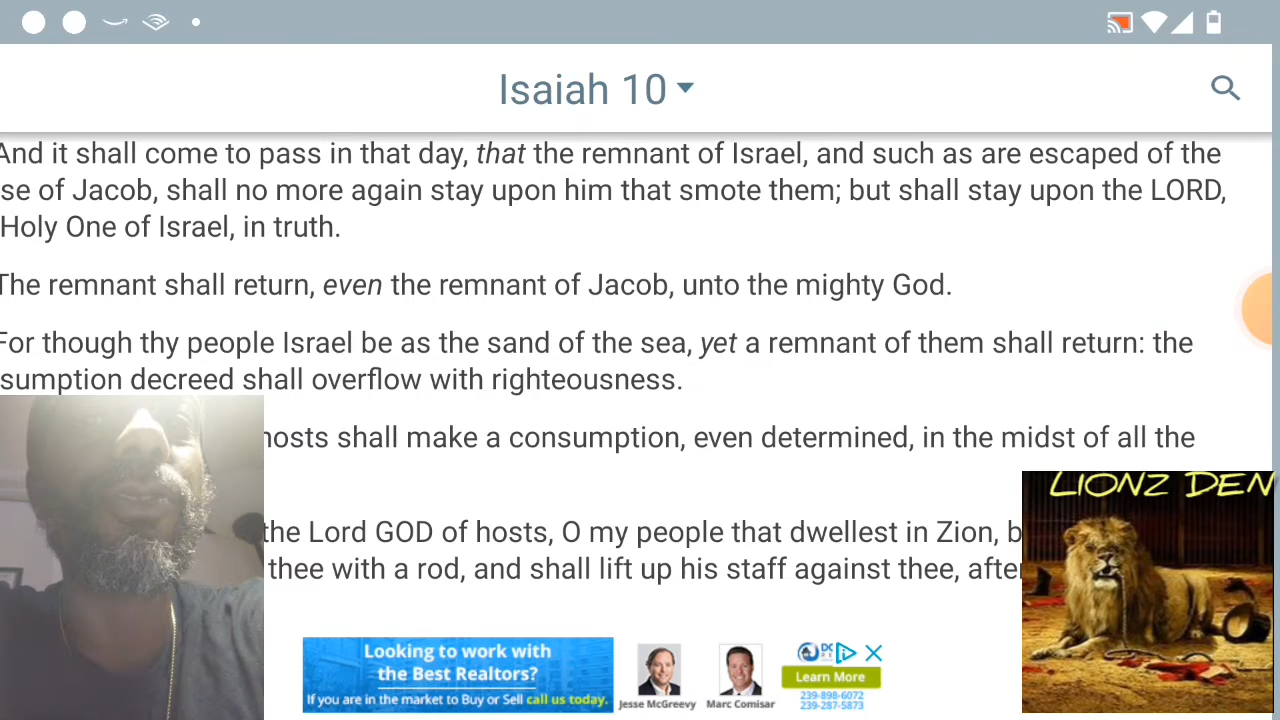 Isaiah 10
And it shall come to pass in that day, that the remnant of Israel, and such as are escaped of the
se of Jacob, shall no more again stay upon him that smote them; but shall stay upon the LORD,
Holy One of Israel, in truth.
The remnant shall return, even the remnant of Jacob, unto the mighty God.
For though thy people Israel be as the sand of the sea, yet a remnant of them shall return: the
sumption decreed shall overflow with righteousness.
hosts shall make a consumption, even determined, in the midst of all the
the Lord GOD of hosts, O my people that dwellest in Zion, b
thee with a rod, and shall lift up his staff against thee, after
LIONZ DEN
Looking to work with
the Best Realtors?
If you are in the market to Buy or Sell call us today.
Jesse McGreevy
Marc Comisar
Learn More
239-898-6072
239-287-5873